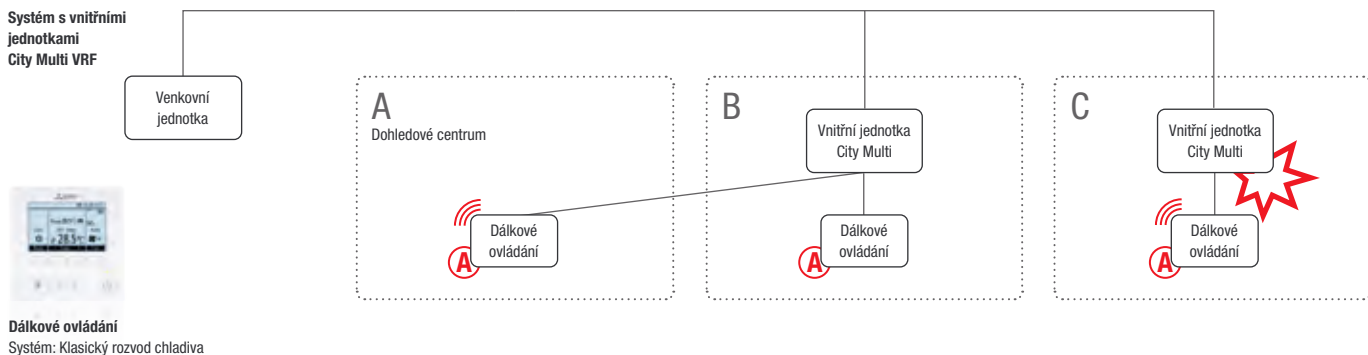 Systém s vnitřními
jednotkami
City Multi VRF
Venkovní
jednotka
A
Dohledové centrum
B
Vnitřní jednotka
City Multi
C
Vnitřní jednotka
City Multi
Dálkové
ovládání
A
Dálkové
ovládání
A
Dálkové
ovládání
A
28.5
Dálkové ovládání
Systém: Klasický rozvod chladiva